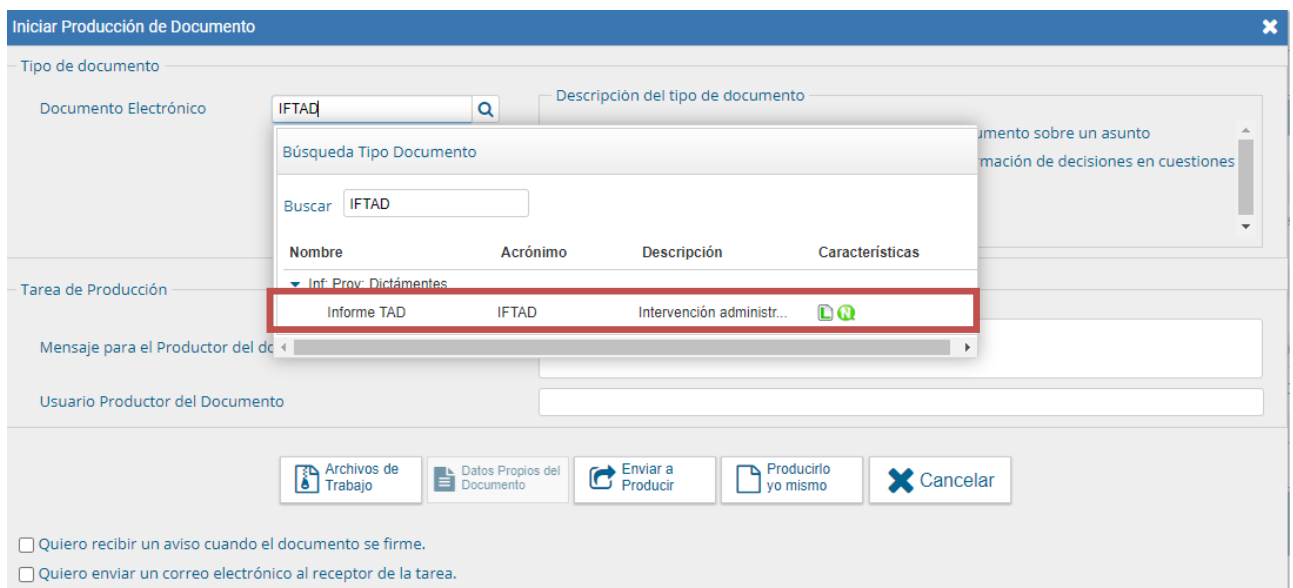 Iniciar Producción de Documento
Tipo de documento
Documento Electrónico
IFTAD
Descripción del tipo de documento
umento sobre un asunto
mación de decisiones en cuestiones
Búsqueda Tipo Documento
Buscar IFTAD
Nombre Acrónimo Descripción Características
Inf; Prov; Dictámentes
Informe TAD IFTAD Intervención administr... L N
Tarea de Producción
Mensaje para el Productor del do
Usuario Productor del Documento
Archivos de
Trabajo
Datos Propios del
Documento
Enviar a
Producir
Producirlo
yo mismo
Cancelar
Quiero recibir un aviso cuando el documento se firme.
Quiero enviar un correo electrónico al receptor de la tarea.